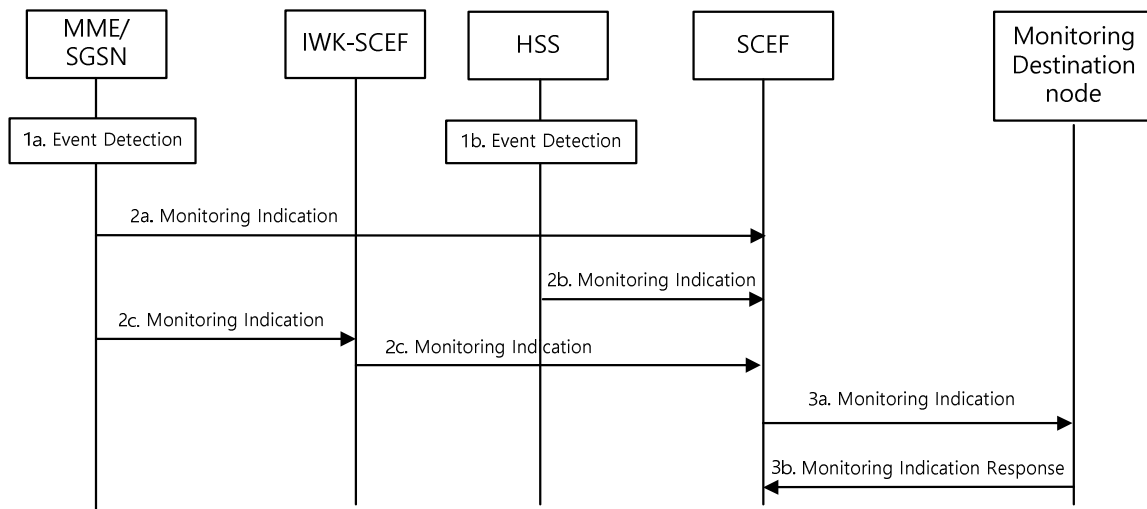 MME/
SGSN
IWK-SCEF
HSS
SCEF
Monitoring
Destination
node
1a. Event Detection
1b. Event Detection
2a. Monitoring Indication
2b. Monitoring Indication
2c. Monitoring Indication
2c. Monitoring Indication
3a. Monitoring Indication
3b. Monitoring Indication Response